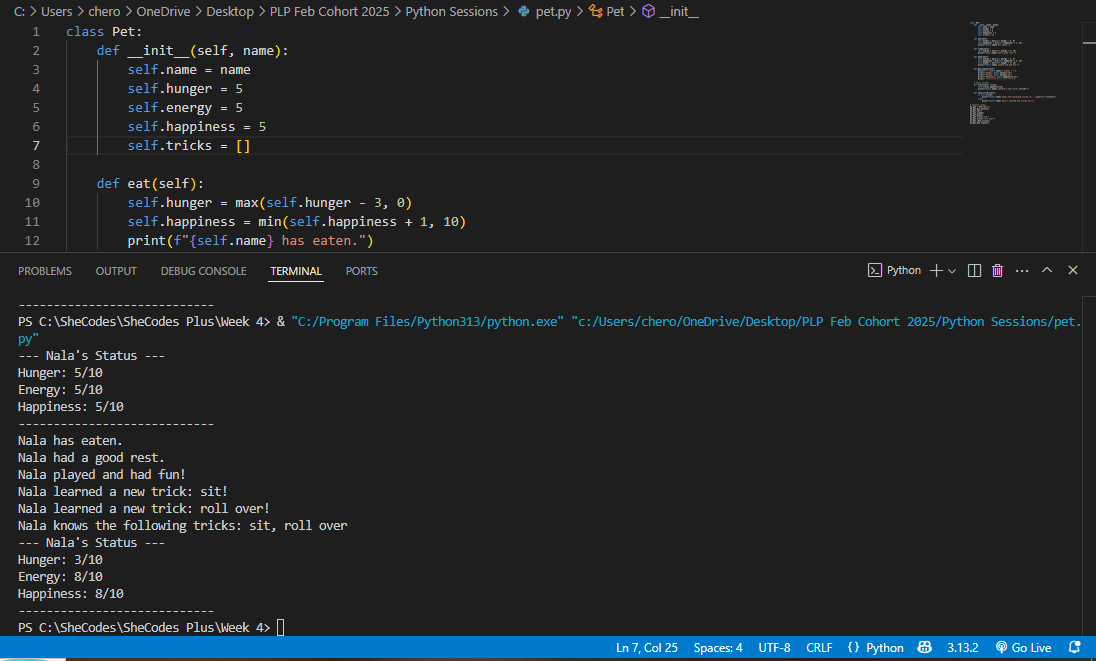 C: > Users > chero > OneDrive > Desktop > PLP Feb Cohort 2025 > Python Sessions > pet.py > Pet > __init__
1 class Pet:
2     def __init__(self, name):
3         self.name = name
4         self.hunger = 5
5         self.energy = 5
6         self.happiness = 5
7         self.tricks = []
8
9     def eat(self):
10         self.hunger = max(self.hunger - 3, 0)
11         self.happiness = min(self.happiness + 1, 10)
12         print(f"{self.name} has eaten.")
PROBLEMS OUTPUT DEBUG CONSOLE TERMINAL PORTS Python
----------------------------
PS C:\SheCodes\SheCodes Plus\Week 4> & "C:/Program Files/Python313/python.exe" "c:/Users/chero/OneDrive/Desktop/PLP Feb Cohort 2025/Python Sessions/pet.
py"
--- Nala's Status ---
Hunger: 5/10
Energy: 5/10
Happiness: 5/10
----------------------------
Nala has eaten.
Nala had a good rest.
Nala played and had fun!
Nala learned a new trick: sit!
Nala learned a new trick: roll over!
Nala knows the following tricks: sit, roll over
--- Nala's Status ---
Hunger: 3/10
Energy: 8/10
Happiness: 8/10
----------------------------
PS C:\SheCodes\SheCodes Plus\Week 4>
Ln 7, Col 25 Spaces: 4 UTF-8 CRLF {} Python 3.13.2 Go Live